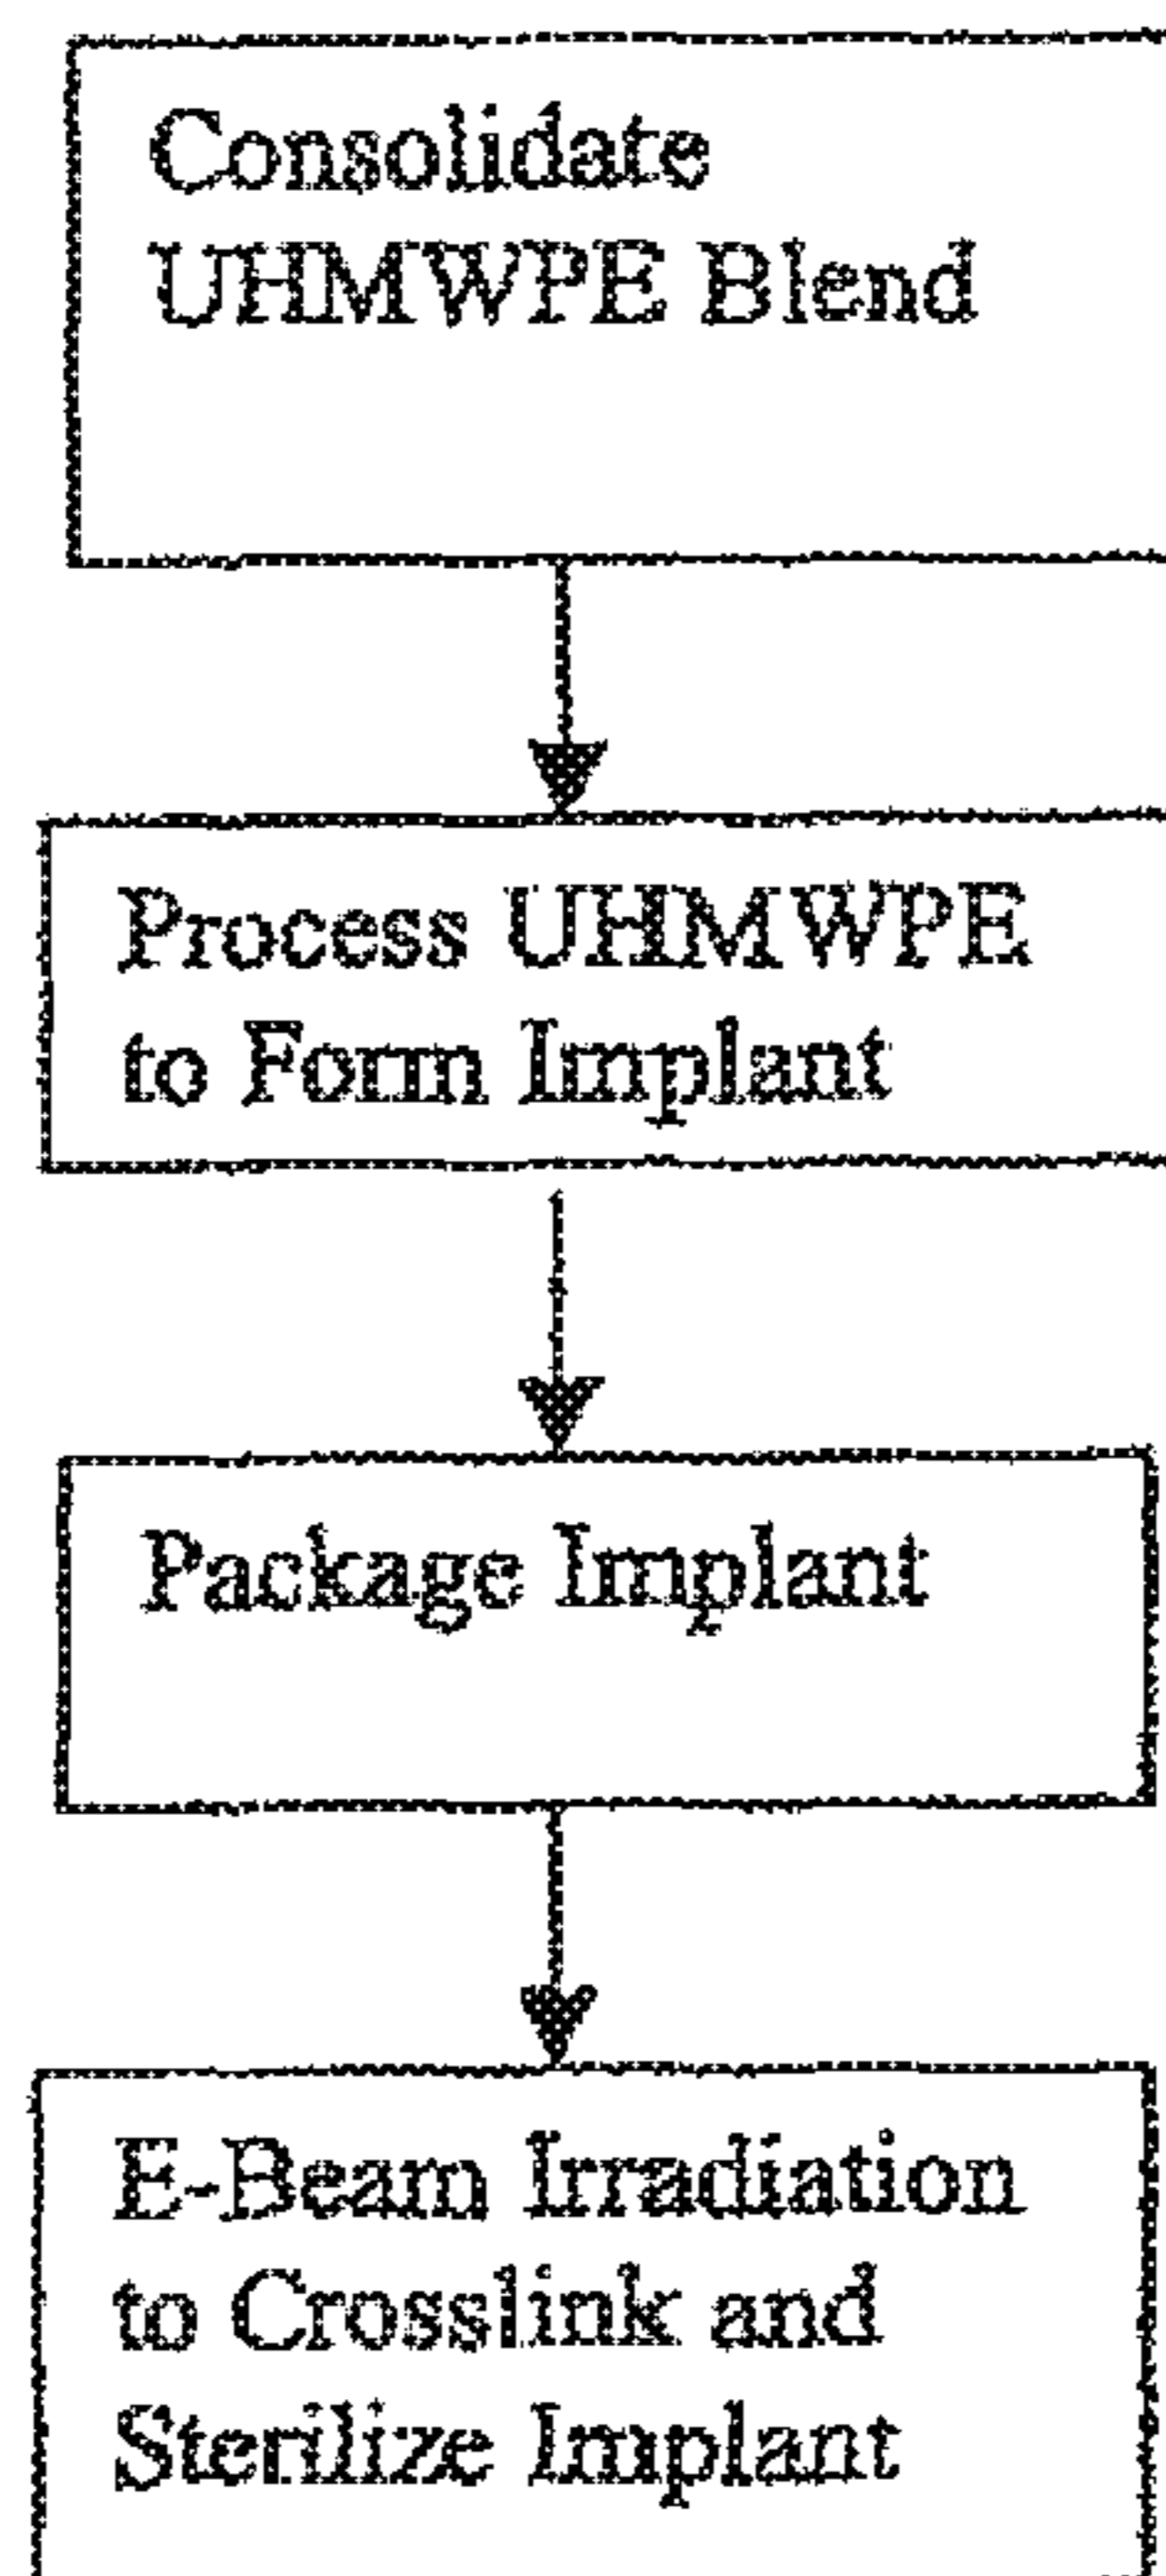 Consolidate
UHMWPE Blend
Process UHMWPE
to Form Implant
Package Implant
E-Beam Irradiation
to Crosslink and
Sterilize Implant